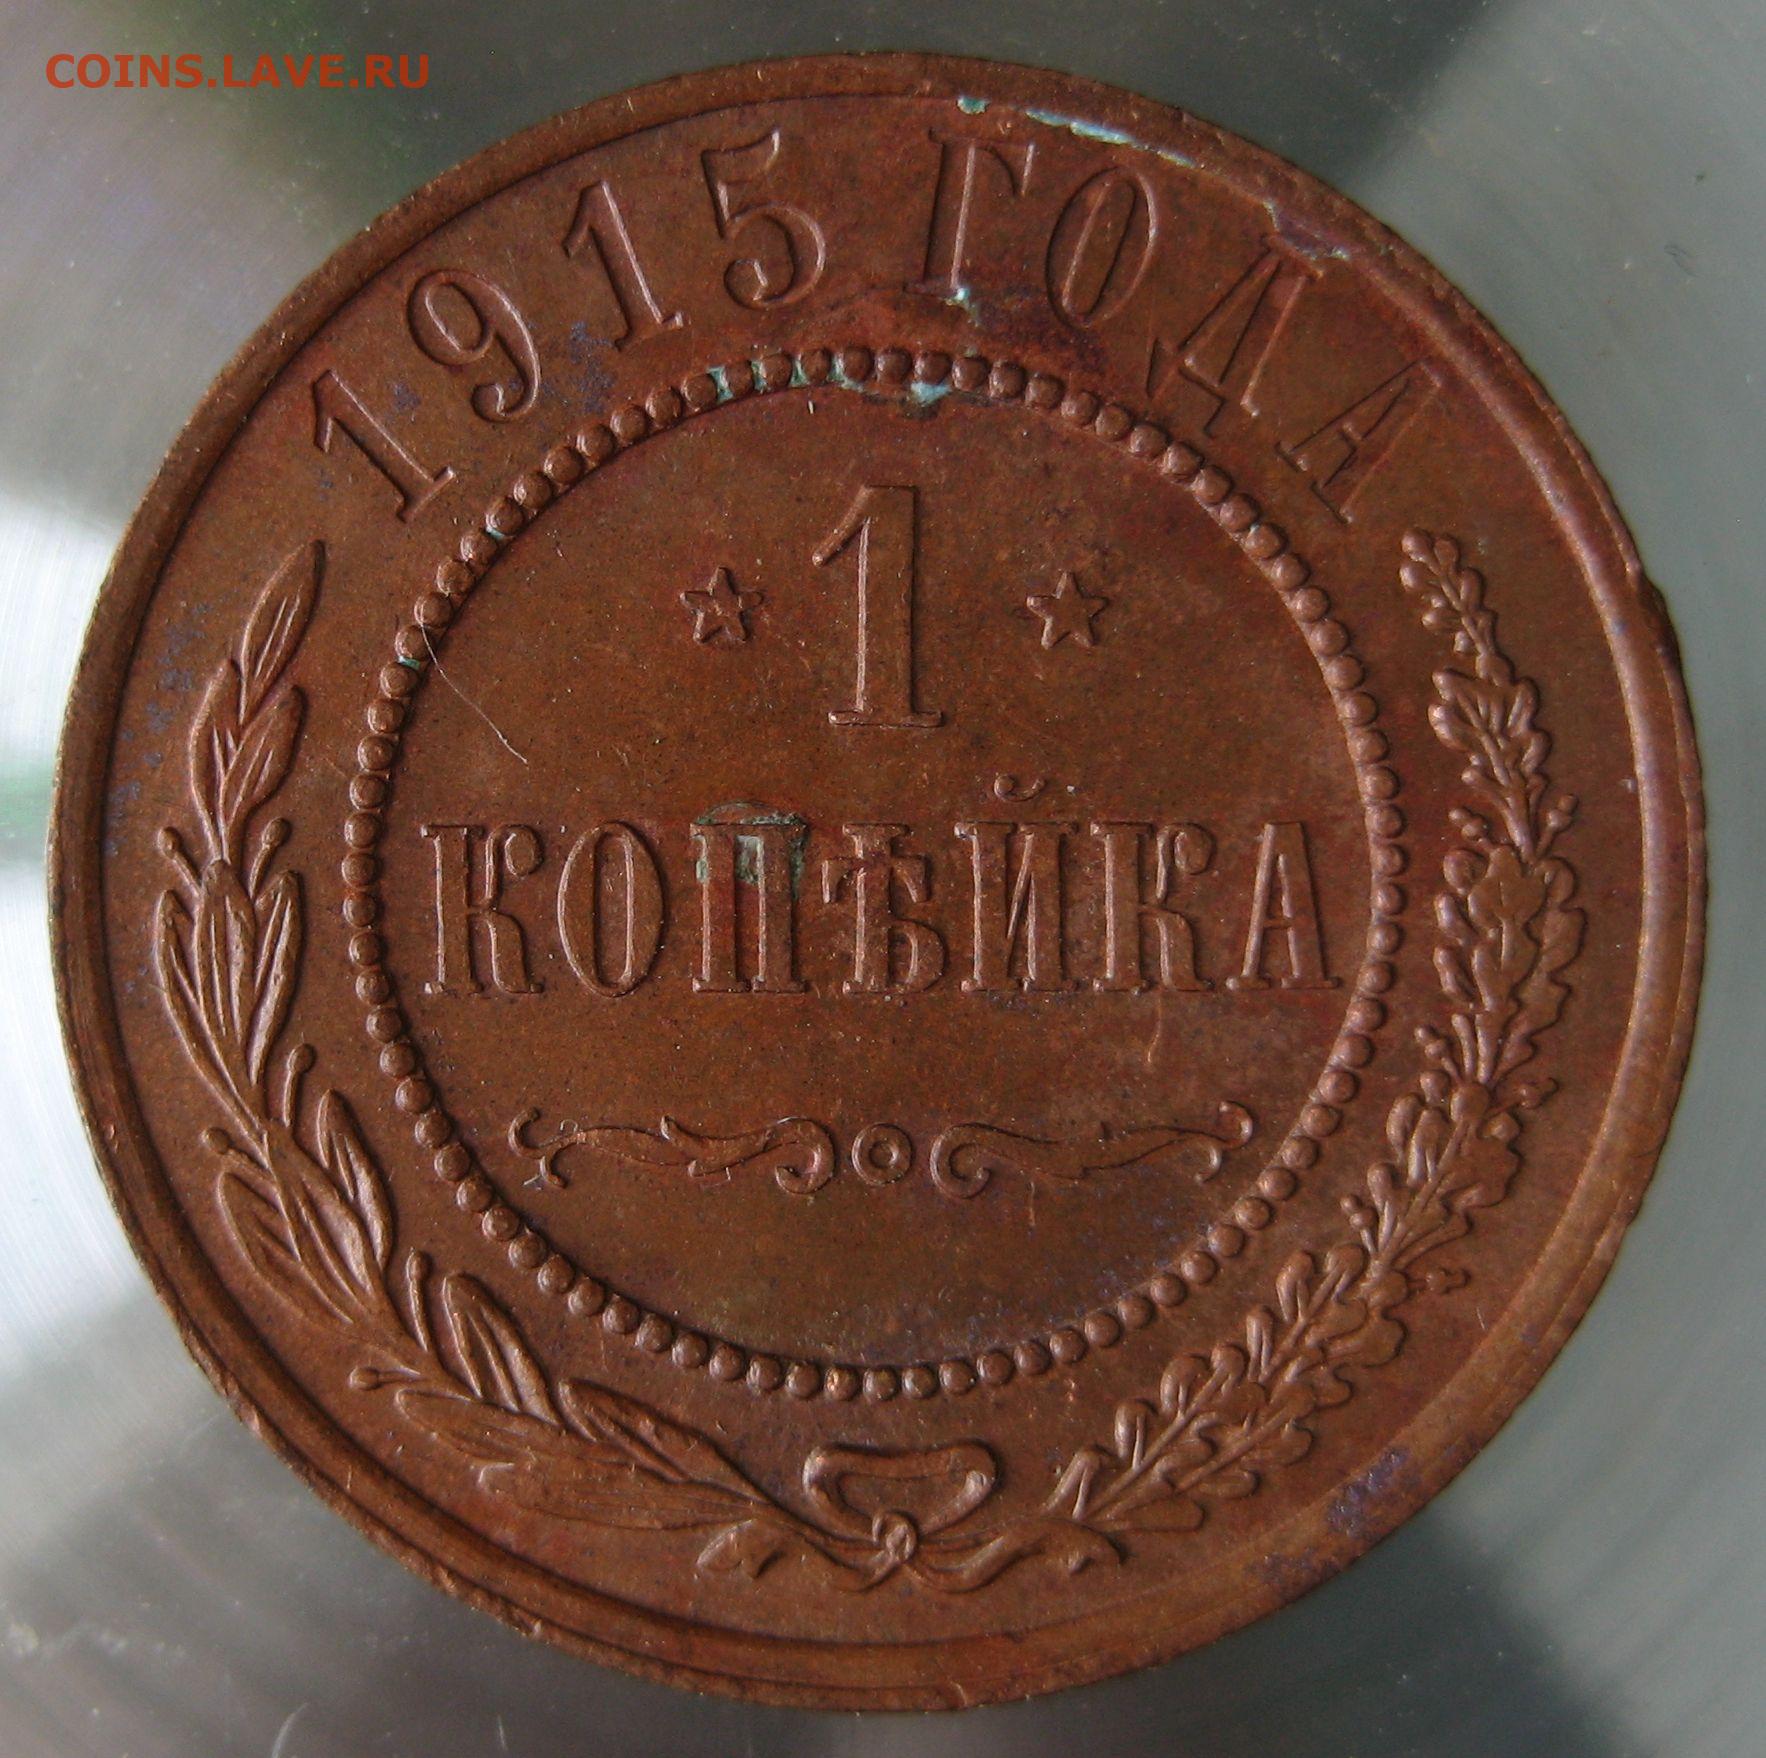 COINS.LAVE.RU
1915 ГОДА
1
КОПѢЙКА